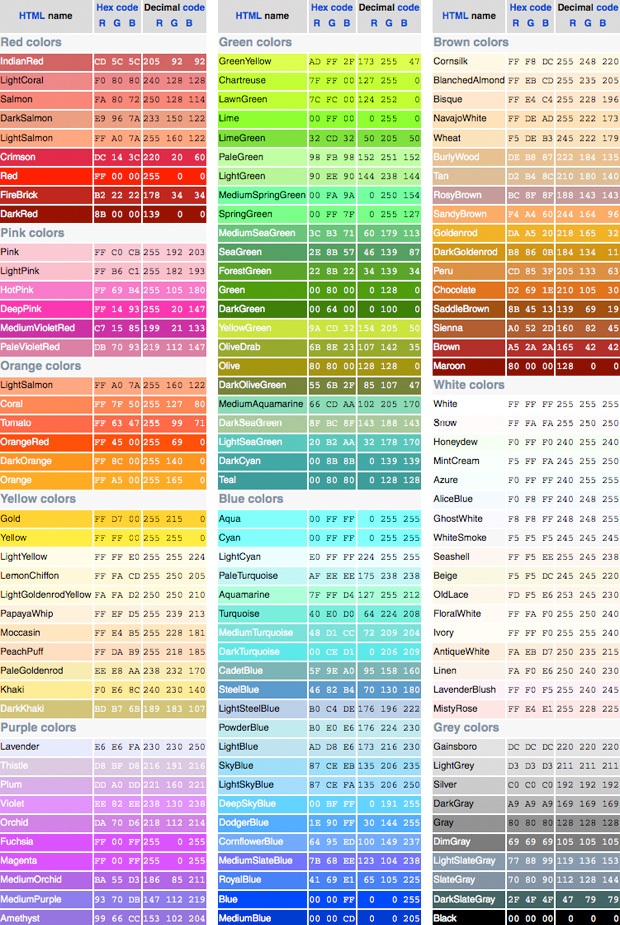 HTML name Hex code R G B Decimal code R G B
Red colors
IndianRed CD 5C 5C 205 92 92
LightCoral F0 80 80 240 128 128
Salmon FA 80 72 250 128 114
DarkSalmon E9 96 7A 233 150 122
LightSalmon FF A0 7A 255 160 122
Crimson DC 14 3C 220 20 60
Red FF 00 00 255 0 0
FireBrick B2 22 22 178 34 34
DarkRed 8B 00 00 139 0 0
Pink colors
Pink FF C0 CB 255 192 203
LightPink FF B6 C1 255 182 193
HotPink FF 69 B4 255 105 180
DeepPink FF 14 93 255 20 147
MediumVioletRed C7 15 85 199 21 133
PaleVioletRed DB 70 93 219 112 147
Orange colors
LightSalmon FF A0 7A 255 160 122
Coral FF 7F 50 255 127 80
Tomato FF 63 47 255 99 71
OrangeRed FF 45 00 255 69 0
DarkOrange FF 8C 00 255 140 0
Orange FF A5 00 255 165 0
Yellow colors
Gold FF D7 00 255 215 0
Yellow FF FF 00 255 255 0
LightYellow FF FF E0 255 255 224
LemonChiffon FF FA CD 255 250 205
LightGoldenrodYellow FA FA D2 250 250 210
PapayaWhip FF EF D5 255 239 213
Moccasin FF E4 B5 255 228 181
PeachPuff FF DA B9 255 218 185
PaleGoldenrod EE E8 AA 238 232 170
Khaki F0 E6 8C 240 230 140
DarkKhaki BD B7 6B 189 183 107
Purple colors
Lavender E6 E6 FA 230 230 250
Thistle D8 BF D8 216 191 216
Plum DD A0 DD 221 160 221
Violet EE 82 EE 238 130 238
Orchid DA 70 D6 218 112 214
Fuchsia FF 00 FF 255 0 255
Magenta FF 00 FF 255 0 255
MediumOrchid BA 55 D3 186 85 211
MediumPurple 93 70 DB 147 112 219
Amethyst 99 66 CC 153 102 204
HTML name Hex code R G B Decimal code R G B
Green colors
GreenYellow AD FF 2F 173 255 47
Chartreuse 7F FF 00 127 255 0
LawnGreen 7C FC 00 124 252 0
Lime 00 FF 00 0 255 0
LimeGreen 32 CD 32 50 205 50
PaleGreen 98 FB 98 152 251 152
LightGreen 90 EE 90 144 238 144
MediumSpringGreen 00 FA 9A 0 250 154
SpringGreen 00 FF 7F 0 255 127
MediumSeaGreen 3C B3 71 60 179 113
SeaGreen 2E 8B 57 46 139 87
ForestGreen 22 8B 22 34 139 34
Green 00 80 00 0 128 0
DarkGreen 00 64 00 0 100 0
YellowGreen 9A CD 32 154 205 50
OliveDrab 6B 8E 23 107 142 35
Olive 80 80 00 128 128 0
DarkOliveGreen 55 6B 2F 85 107 47
MediumAquamarine 66 CD AA 102 205 170
DarkSeaGreen 8F BC 8F 143 188 143
LightSeaGreen 20 B2 AA 32 178 170
DarkCyan 00 8B 8B 0 139 139
Teal 00 80 80 0 128 128
Blue colors
Aqua 00 FF FF 0 255 255
Cyan 00 FF FF 0 255 255
LightCyan E0 FF FF 224 255 255
PaleTurquoise AF EE EE 175 238 238
Aquamarine 7F FF D4 127 255 212
Turquoise 40 E0 D0 64 224 208
MediumTurquoise 48 D1 CC 72 209 204
DarkTurquoise 00 CE D1 0 206 209
CadetBlue 5F 9E A0 95 158 160
SteelBlue 46 82 B4 70 130 180
LightSteelBlue B0 C4 DE 176 196 222
PowderBlue B0 E0 E6 176 224 230
LightBlue AD D8 E6 173 216 230
SkyBlue 87 CE EB 135 206 235
LightSkyBlue 87 CE FA 135 206 250
DeepSkyBlue 00 BF FF 0 191 255
DodgerBlue 1E 90 FF 30 144 255
CornflowerBlue 64 95 ED 100 149 237
MediumSlateBlue 7B 68 EE 123 104 238
RoyalBlue 41 69 E1 65 105 225
Blue 00 00 FF 0 0 255
MediumBlue 00 00 CD 0 0 205
HTML name Hex code R G B Decimal code R G B
Brown colors
Cornsilk FF F8 DC 255 248 220
BlanchedAlmond FF EB CD 255 235 205
Bisque FF E4 C4 255 228 196
NavajoWhite FF DE AD 255 222 173
Wheat F5 DE B3 245 222 179
BurlyWood DE B8 87 222 184 135
Tan D2 B4 8C 210 180 140
RosyBrown BC 8F 8F 188 143 143
SandyBrown F4 A4 60 244 164 96
Goldenrod DA A5 20 218 165 32
DarkGoldenrod B8 86 0B 184 134 11
Peru CD 85 3F 205 133 63
Chocolate D2 69 1E 210 105 30
SaddleBrown 8B 45 13 139 69 19
Sienna A0 52 2D 160 82 45
Brown A5 2A 2A 165 42 42
Maroon 80 00 00 128 0 0
White colors
White FF FF FF 255 255 255
Snow FF FA FA 255 250 250
Honeydew F0 FF F0 240 255 240
MintCream F5 FF FA 245 255 250
Azure F0 FF FF 240 255 255
AliceBlue F0 F8 FF 240 248 255
GhostWhite F8 F8 FF 248 248 255
WhiteSmoke F5 F5 F5 245 245 245
Seashell FF F5 EE 255 245 238
Beige F5 F5 DC 245 245 220
OldLace FD F5 E6 253 245 230
FloralWhite FF FA F0 255 250 240
Ivory FF FF F0 255 255 240
AntiqueWhite FA EB D7 250 235 215
Linen FA F0 E6 250 240 230
LavenderBlush FF F0 F5 255 240 245
MistyRose FF E4 E1 255 228 225
Grey colors
Gainsboro DC DC DC 220 220 220
LightGrey D3 D3 D3 211 211 211
Silver C0 C0 C0 192 192 192
DarkGray A9 A9 A9 169 169 169
Gray 80 80 80 128 128 128
DimGray 69 69 69 105 105 105
LightSlateGray 77 88 99 119 136 153
SlateGray 70 80 90 112 128 144
DarkSlateGray 2F 4F 4F 47 79 79
Black 00 00 00 0 0 0